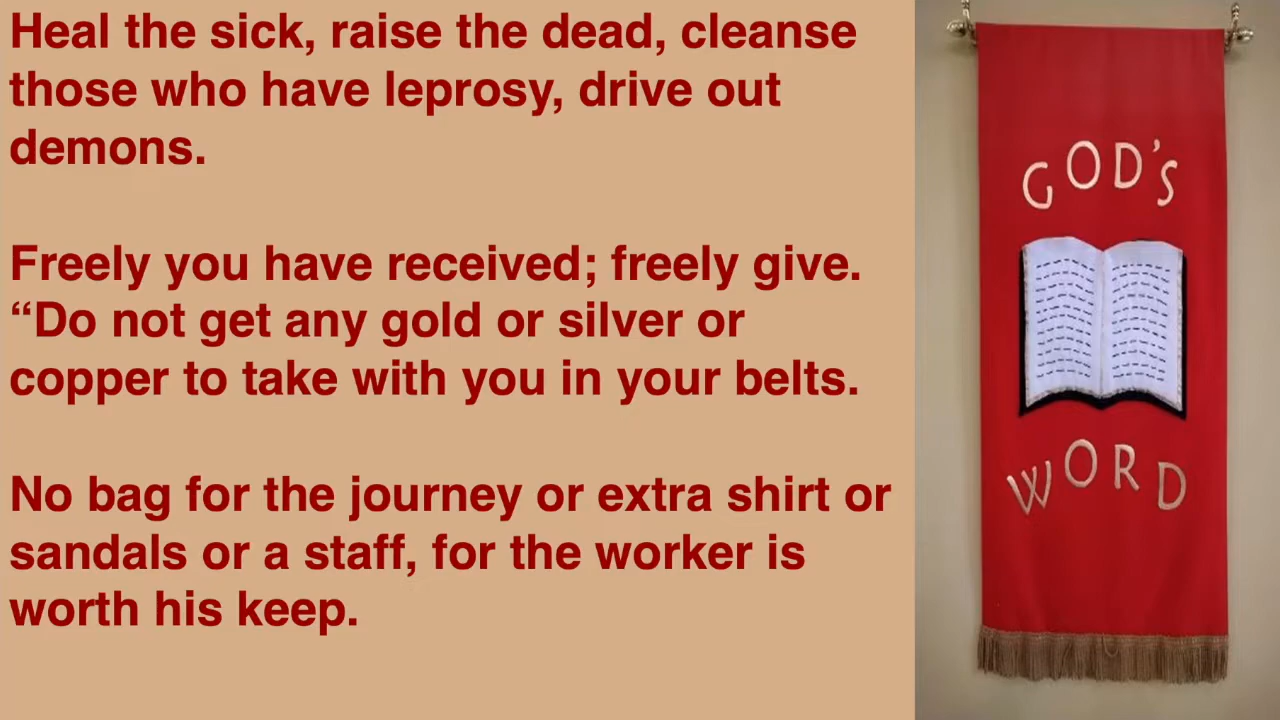 Heal the sick, raise the dead, cleanse
those who have leprosy, drive out
demons.
Freely you have received; freely give.
“Do not get any gold or silver or
copper to take with you in your belts.
No bag for the journey or extra shirt or
sandals or a staff, for the worker is
worth his keep.
GOD’S
WORD